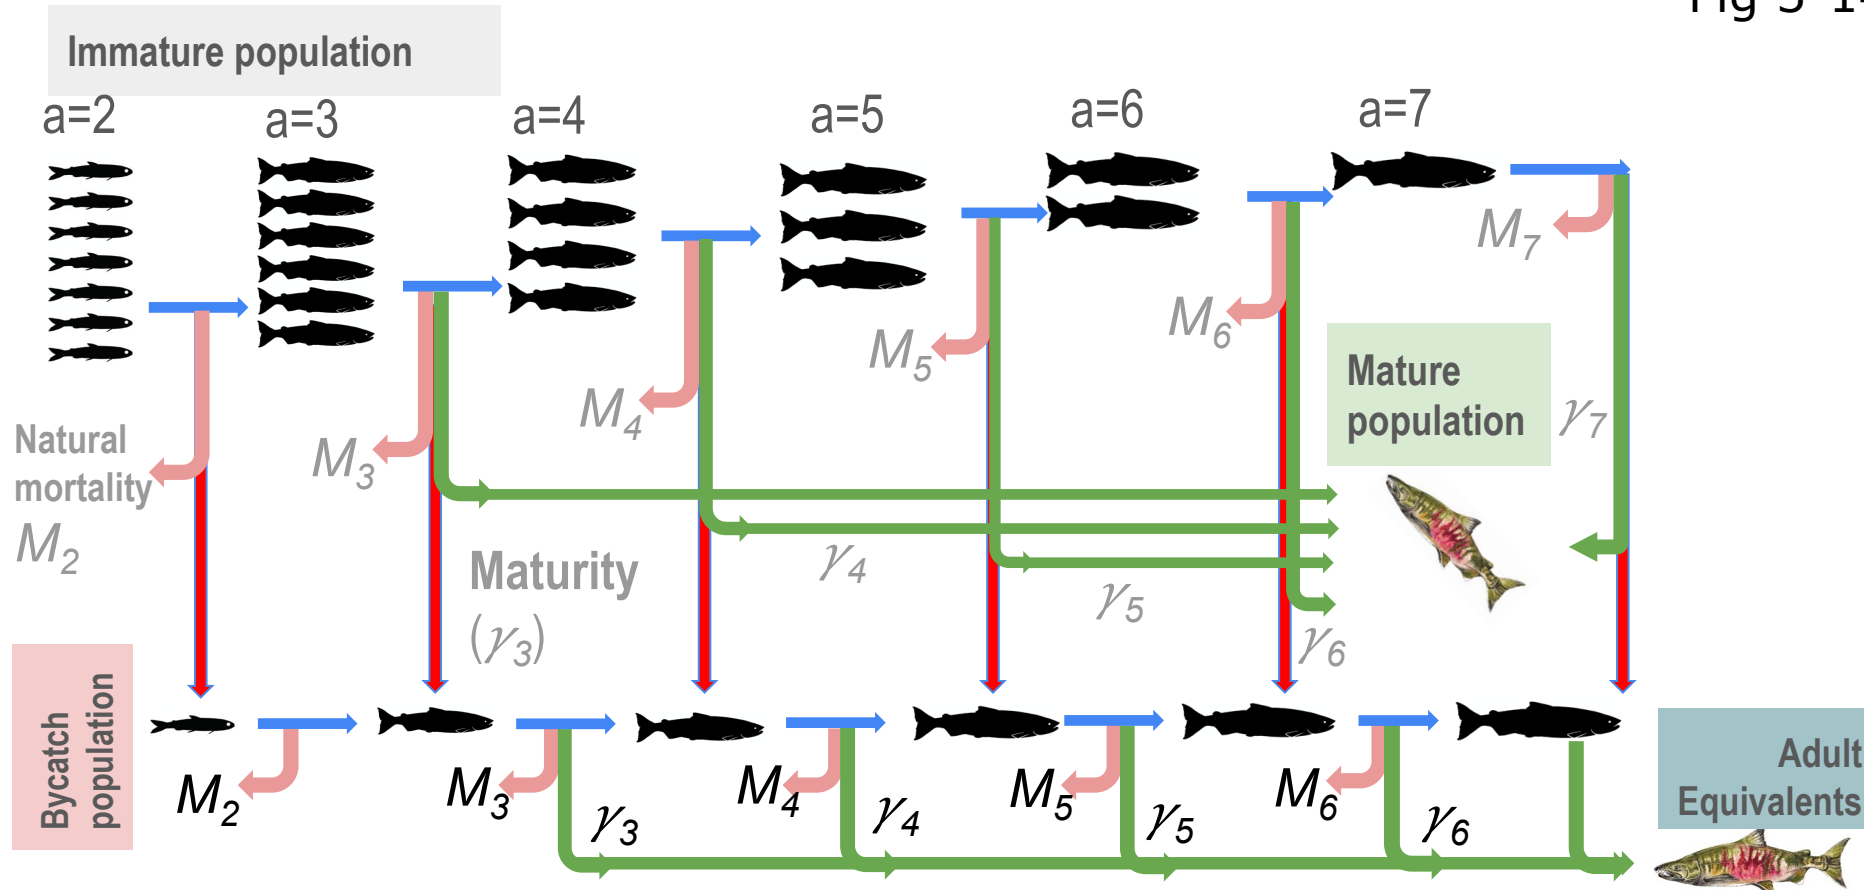 Immature population
a=2
a=3
a=4
a=5
a=6
a=7
M₇
M₆
M₅
M₄
M₃
Natural
mortality
M₂
Mature
population
γ₇
Maturity
(γ₃)
γ₄
γ₅
γ₆
Bycatch
population
M₂
M₃
M₄
M₅
M₆
γ₃
γ₄
γ₅
γ₆
Adult
Equivalents